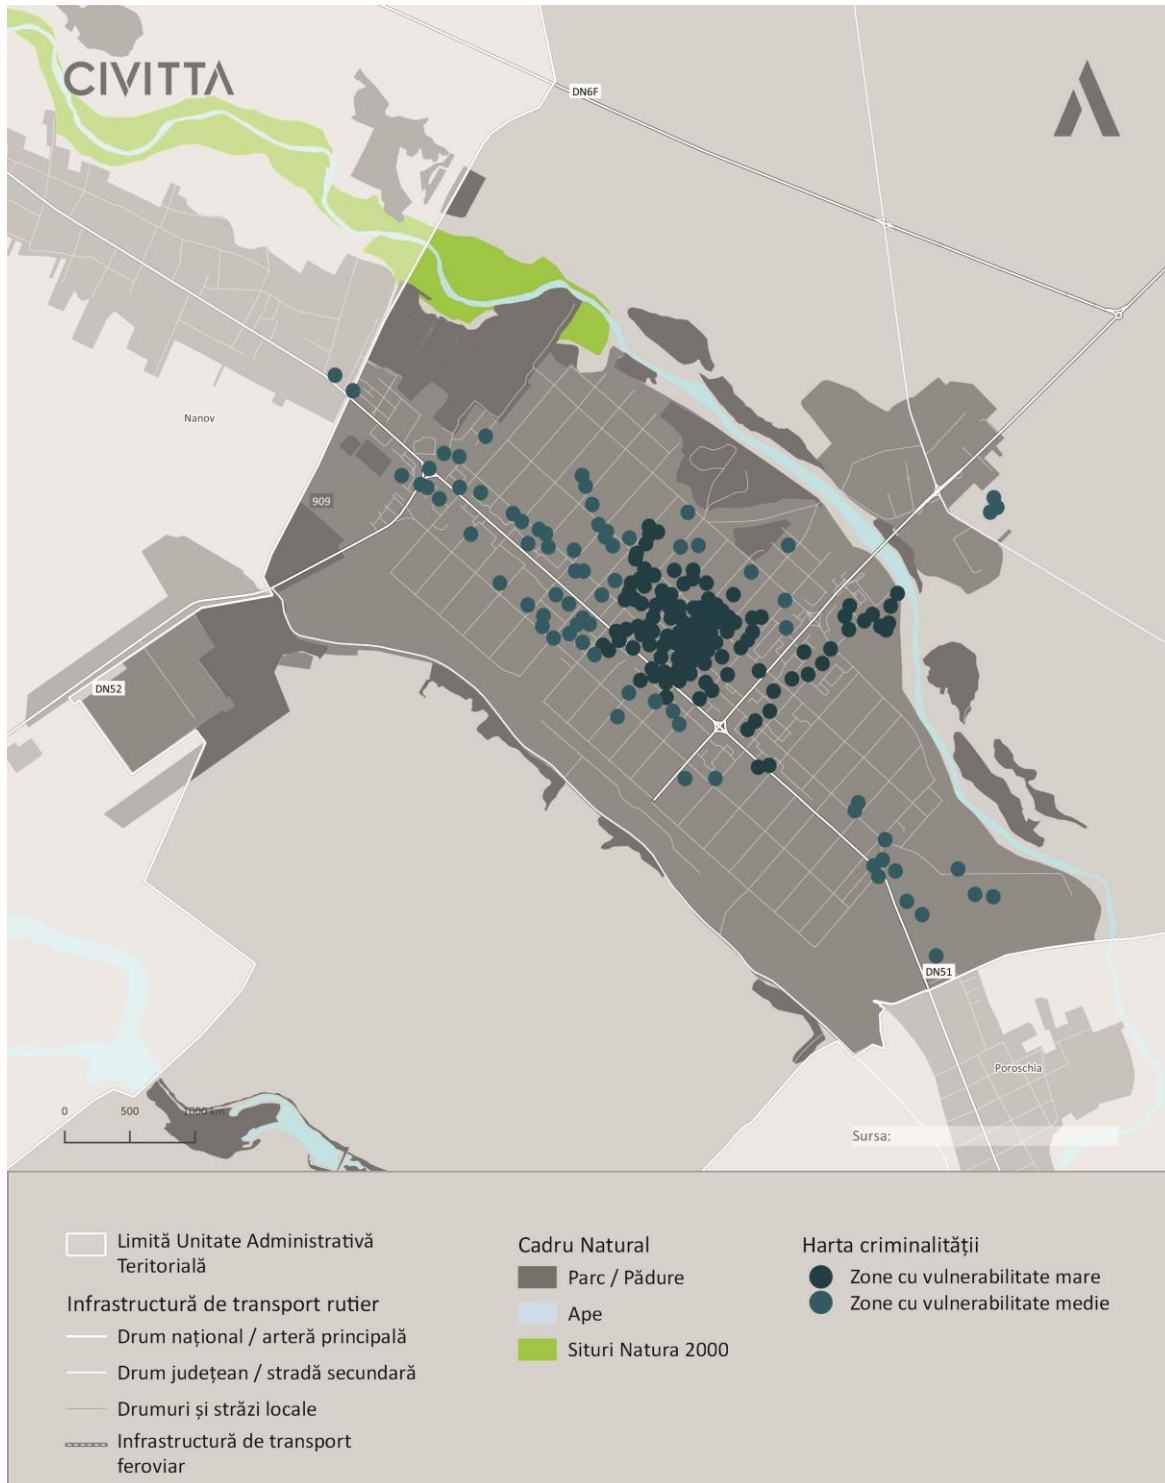 CIVITTA
DN6F
Nanov
909
DN52
DN51
Poroschia
0 500 1000 km
Sursa:
Limită Unitate Administrativă
Teritorială
Infrastructură de transport rutier
Drum național / arteră principală
Drum județean / stradă secundară
Drumuri și străzi locale
Infrastructură de transport
feroviar
Cadru Natural
Parc / Pădure
Ape
Situri Natura 2000
Harta criminalității
Zone cu vulnerabilitate mare
Zone cu vulnerabilitate medie